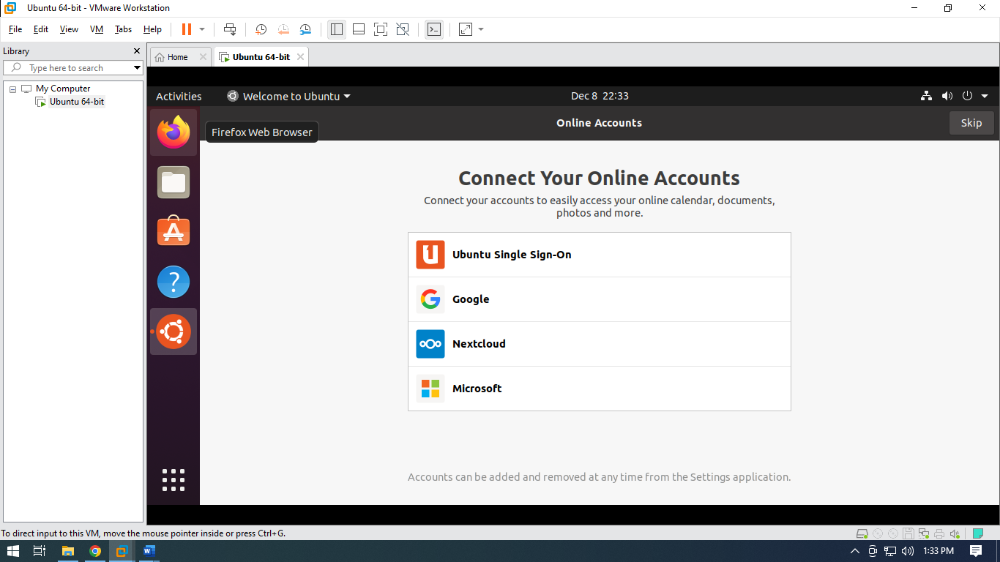 Ubuntu 64-bit - VMware Workstation
File Edit View VM Tabs Help
Library
Type here to search
My Computer
Ubuntu 64-bit
Home
Ubuntu 64-bit
Activities
Welcome to Ubuntu
Dec 8 22:33
Firefox Web Browser
Online Accounts
Skip
Connect Your Online Accounts
Connect your accounts to easily access your online calendar, documents,
photos and more.
Ubuntu Single Sign-On
Google
Nextcloud
Microsoft
Accounts can be added and removed at any time from the Settings application.
To direct input to this VM, move the mouse pointer inside or press Ctrl+G.
1:33 PM